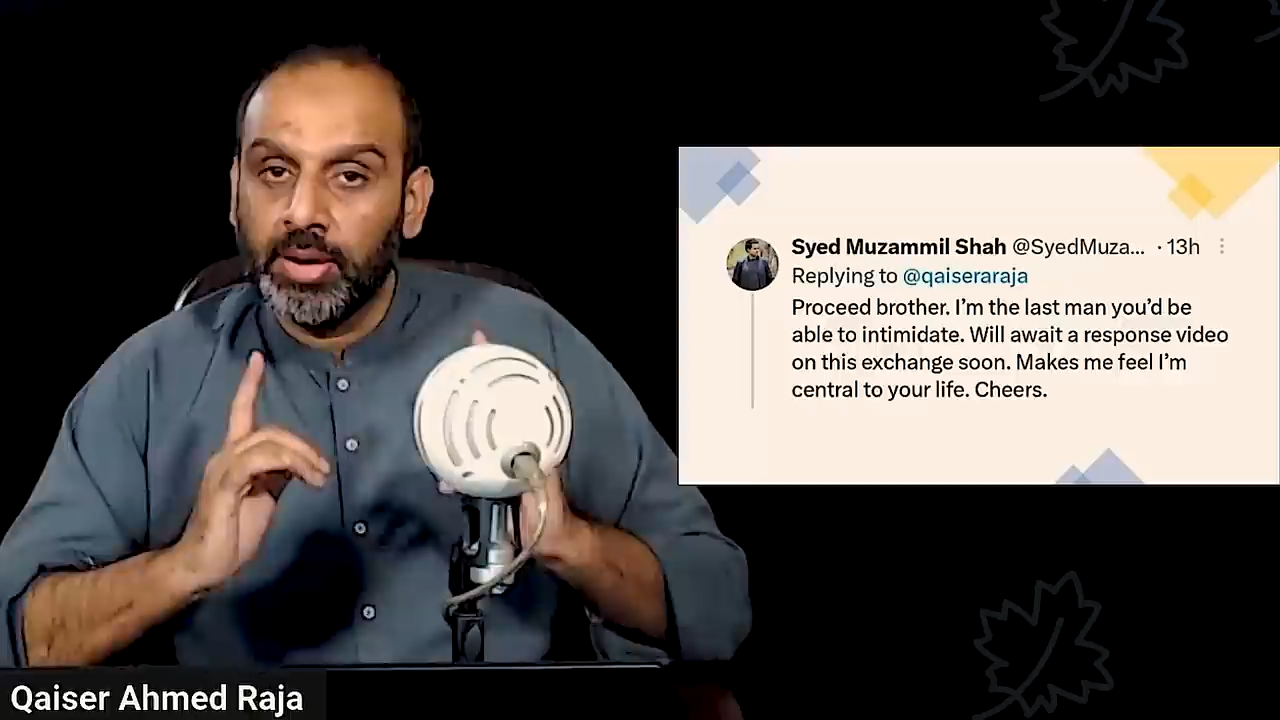 Syed Muzammil Shah @SyedMuza... · 13h
Replying to @qaiseraraja
Proceed brother. I’m the last man you’d be
able to intimidate. Will await a response video
on this exchange soon. Makes me feel I’m
central to your life. Cheers.
Qaiser Ahmed Raja